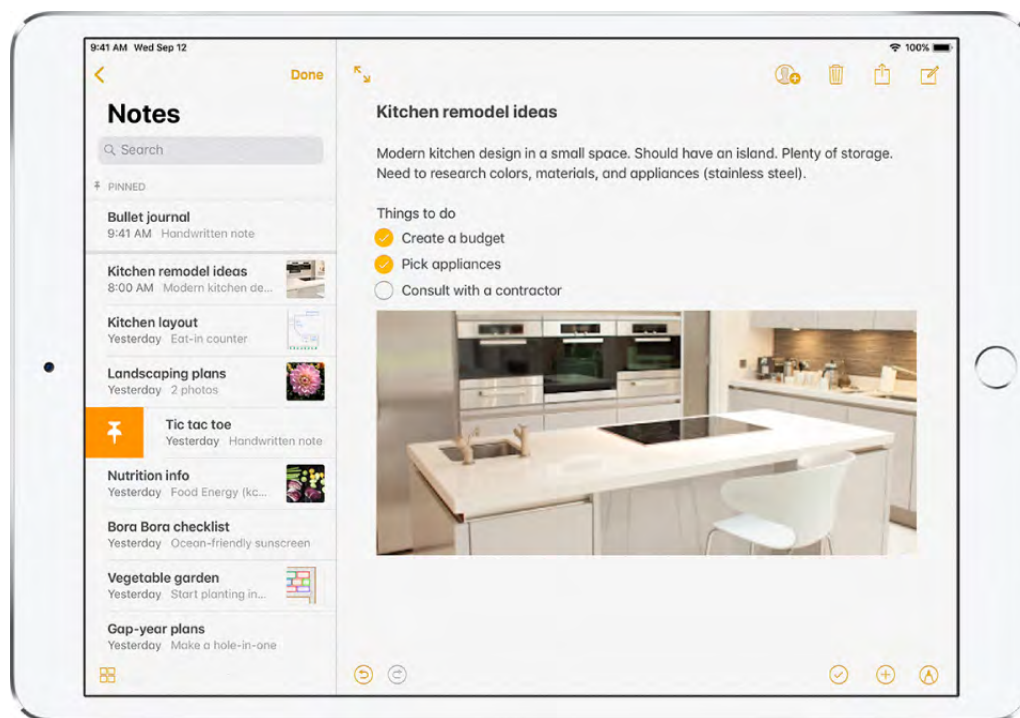 9:41 AM Wed Sep 12
100%
Done
Notes
Search
PINNED
Bullet journal
9:41 AM Handwritten note
Kitchen remodel ideas
8:00 AM Modern kitchen de...
Kitchen layout
Yesterday Eat-in counter
Landscaping plans
Yesterday 2 photos
Tic tac toe
Yesterday Handwritten note
Nutrition info
Yesterday Food Energy (kc...
Bora Bora checklist
Yesterday Ocean-friendly sunscreen
Vegetable garden
Yesterday Start planting in...
Gap-year plans
Yesterday Make a hole-in-one
Kitchen remodel ideas
Modern kitchen design in a small space. Should have an island. Plenty of storage.
Need to research colors, materials, and appliances (stainless steel).
Things to do
Create a budget
Pick appliances
Consult with a contractor